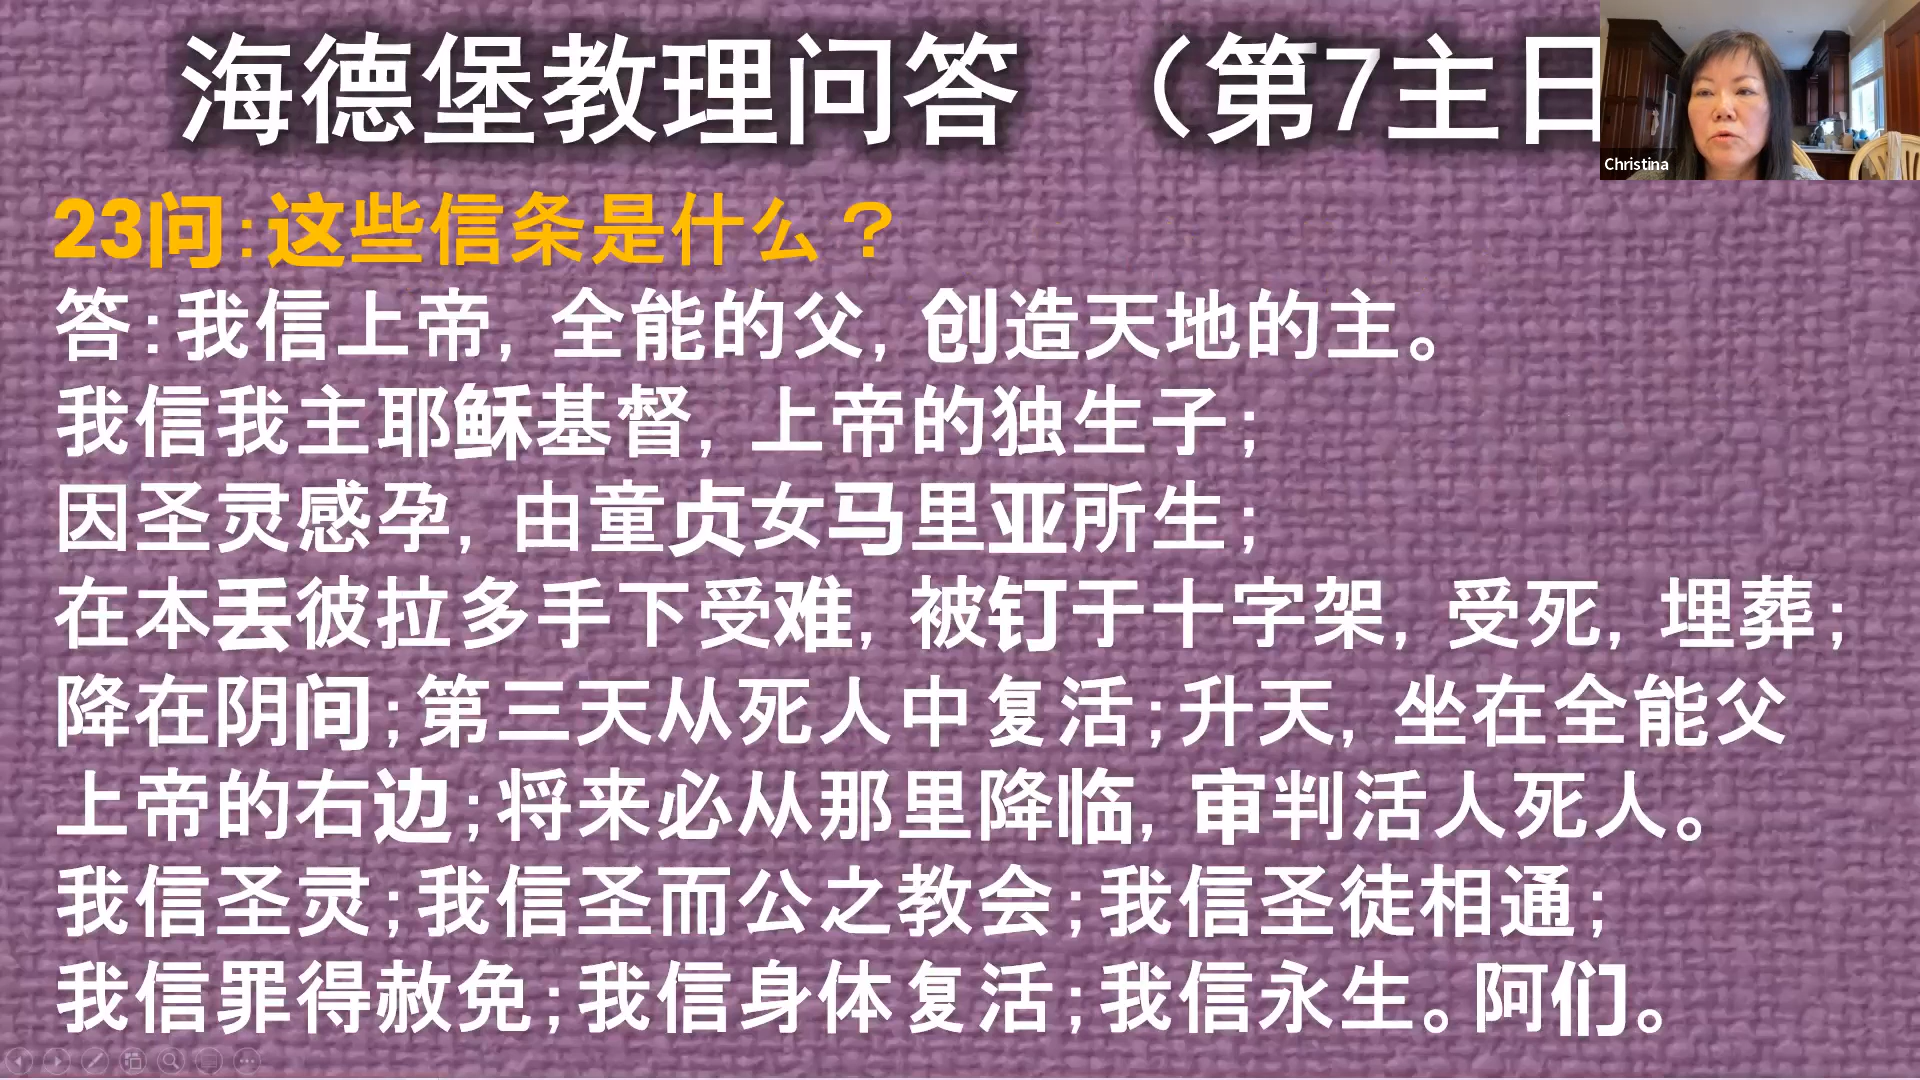 海德堡教理问答 （第7主日
Christina
23问:这些信条是什么？
答:我信上帝, 全能的父, 创造天地的主。
我信我主耶稣基督, 上帝的独生子;
因圣灵感孕, 由童贞女马里亚所生;
在本丢彼拉多手下受难, 被钉于十字架, 受死, 埋葬;
降在阴间;第三天从死人中复活;升天, 坐在全能父
上帝的右边;将来必从那里降临, 审判活人死人。
我信圣灵;我信圣而公之教会;我信圣徒相通;
我信罪得赦免;我信身体复活;我信永生。阿们。